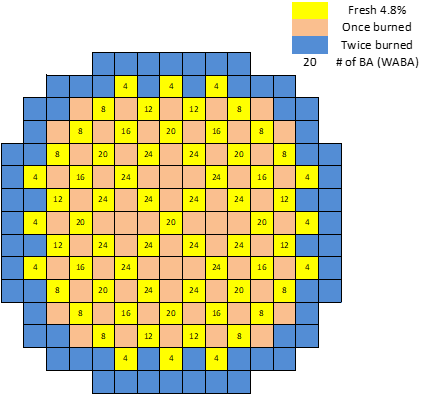 Fresh 4.8%
Once burned
Twice burned
20 # of BA (WABA)
4 4 4
8 12 12 8
8 16 20 16 8
8 20 24 24 20 8
4 16 24 24 16 4
12 24 24 24 24 12
4 20 20 20 4
12 24 24 24 24 12
4 16 24 24 16 4
8 20 24 24 20 8
8 16 20 16 8
8 12 12 8
4 4 4